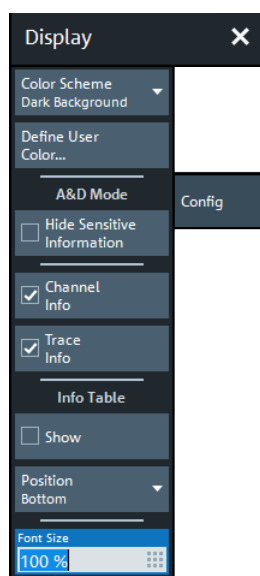 Display
Color Scheme
Dark Background
Define User
Color...
A&D Mode
Hide Sensitive
Information
Channel
Info
Trace
Info
Info Table
Show
Position
Bottom
Font Size
100 %
Config